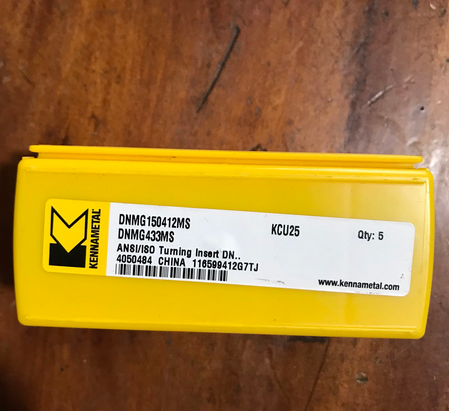 KENNAMETAL
DNMG150412MS KCU25 Qty: 5
DNMG433MS
ANSI/ISO Turning Insert DN..
4050484 CHINA 116599412G7TJ
www.kennametal.com